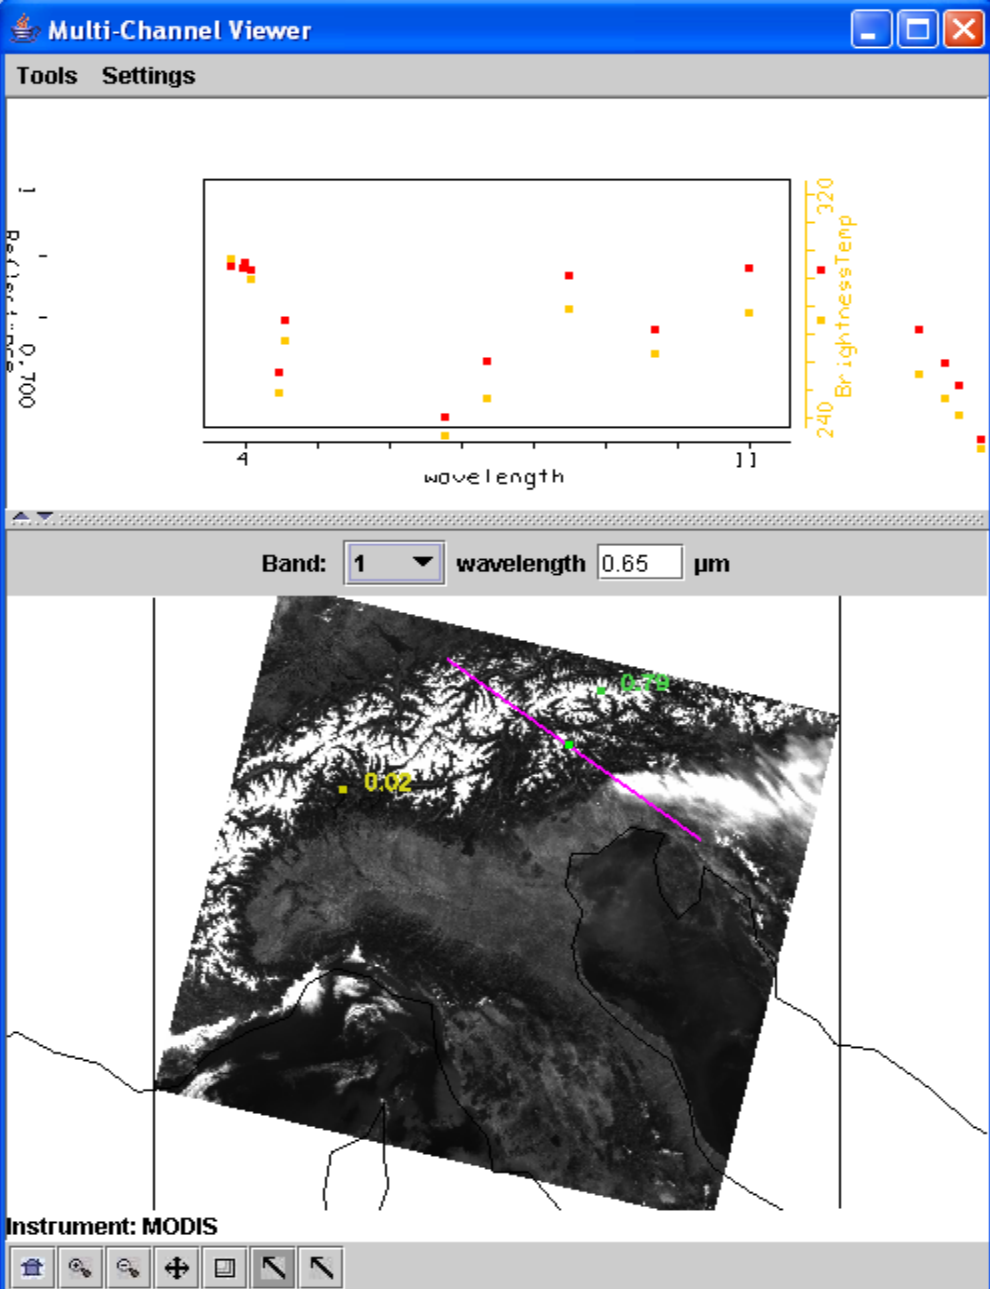 Multi-Channel Viewer
Tools Settings
1
0.700
320
BrightnessTemp
240
4
11
wavelength
Band: 1 wavelength 0.65 µm
0.79
0.02
Instrument: MODIS